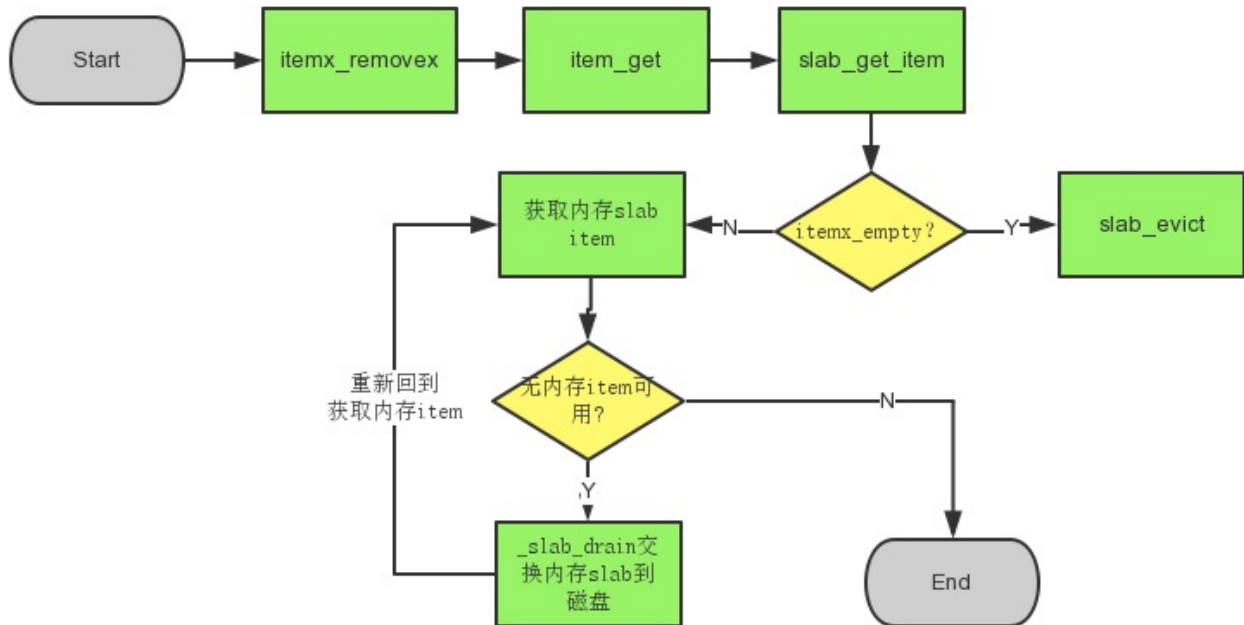 Start
itemx_removex
item_get
slab_get_item
获取内存slab
item
N
itemx_empty?
Y
slab_evict
重新回到
获取内存item
无内存item可
用?
N
Y
_slab_drain交
换内存slab到
磁盘
End